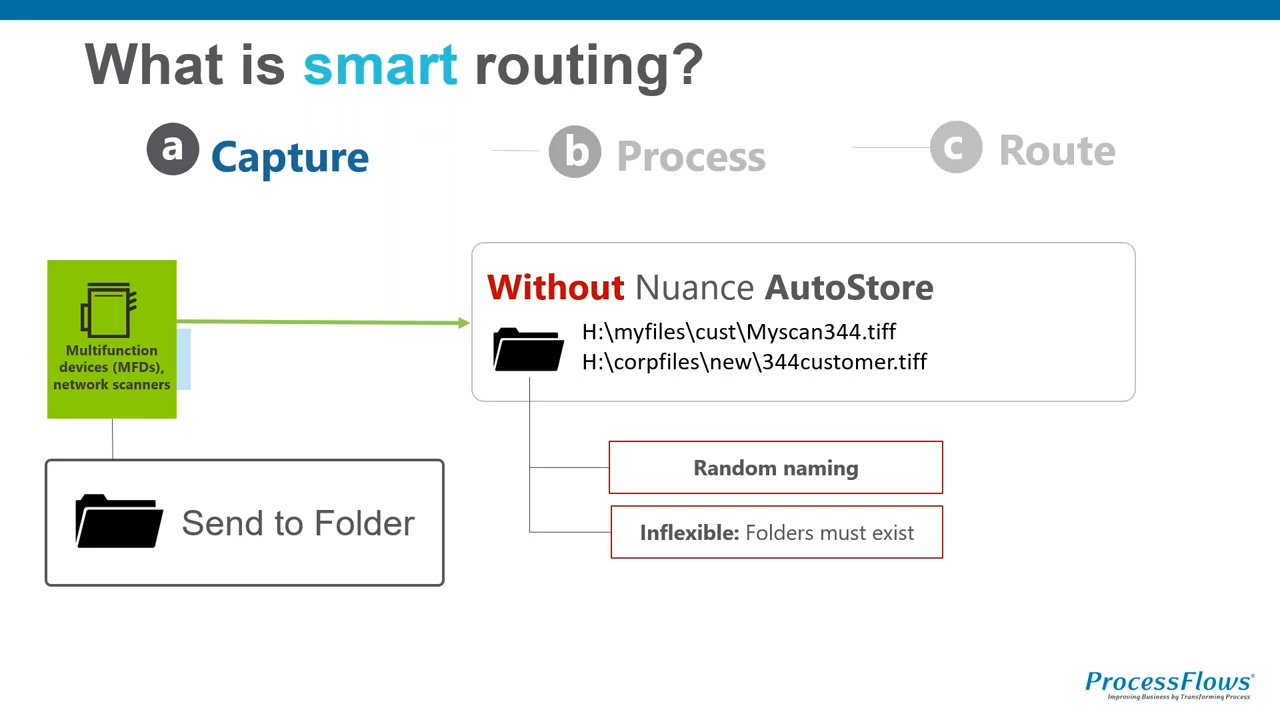 What is smart routing?
a Capture
b Process
c Route
Multifunction
devices (MFDs),
network scanners
Send to Folder
Without Nuance AutoStore
H:\myfiles\cust\Myscan344.tiff
H:\corpfiles\new\344customer.tiff
Random naming
Inflexible: Folders must exist
ProcessFlows®
Improving Business by Transforming Process